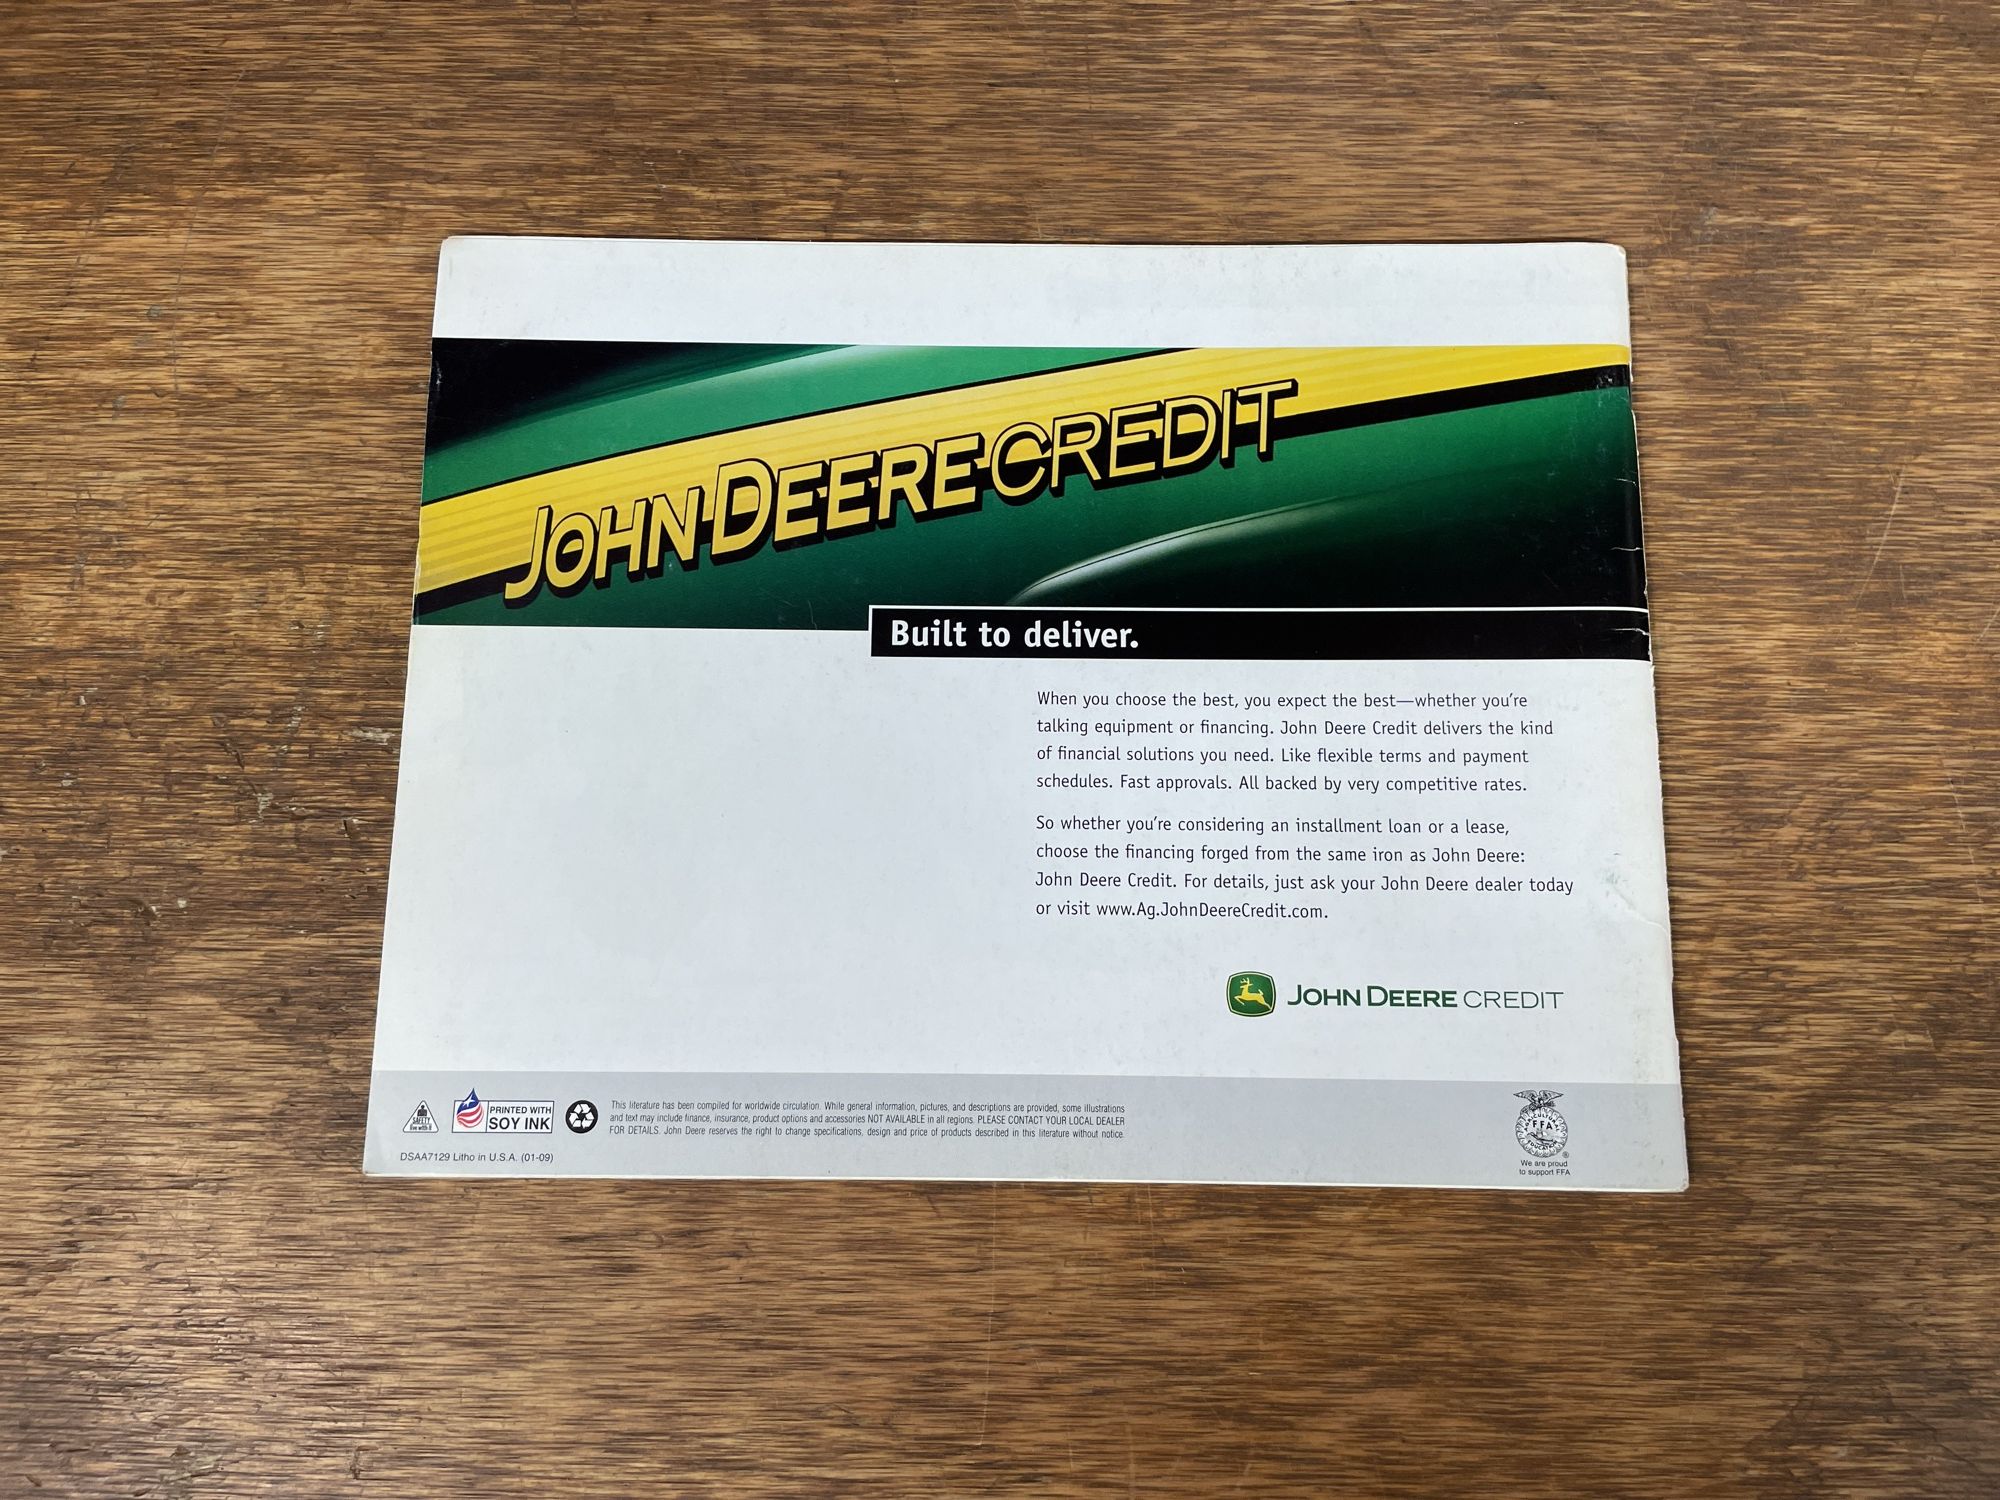 JOHN DEERE CREDIT
Built to deliver.
When you choose the best, you expect the best—whether you're
talking equipment or financing. John Deere Credit delivers the kind
of financial solutions you need. Like flexible terms and payment
schedules. Fast approvals. All backed by very competitive rates.
So whether you're considering an installment loan or a lease,
choose the financing forged from the same iron as John Deere:
John Deere Credit. For details, just ask your John Deere dealer today
or visit www.Ag.JohnDeereCredit.com.
JOHN DEERE CREDIT
SAFETY
live with it
PRINTED WITH
SOY INK
This literature has been compiled for worldwide circulation. While general information, pictures, and descriptions are provided, some illustrations
and text may include finance, insurance, product options and accessories NOT AVAILABLE in all regions. PLEASE CONTACT YOUR LOCAL DEALER
FOR DETAILS. John Deere reserves the right to change specifications, design and price of products described in this literature without notice.
DSAA7129 Litho in U.S.A. (01-09)
AGRICULTURAL
FFA
EDUCATION
®
We are proud
to support FFA